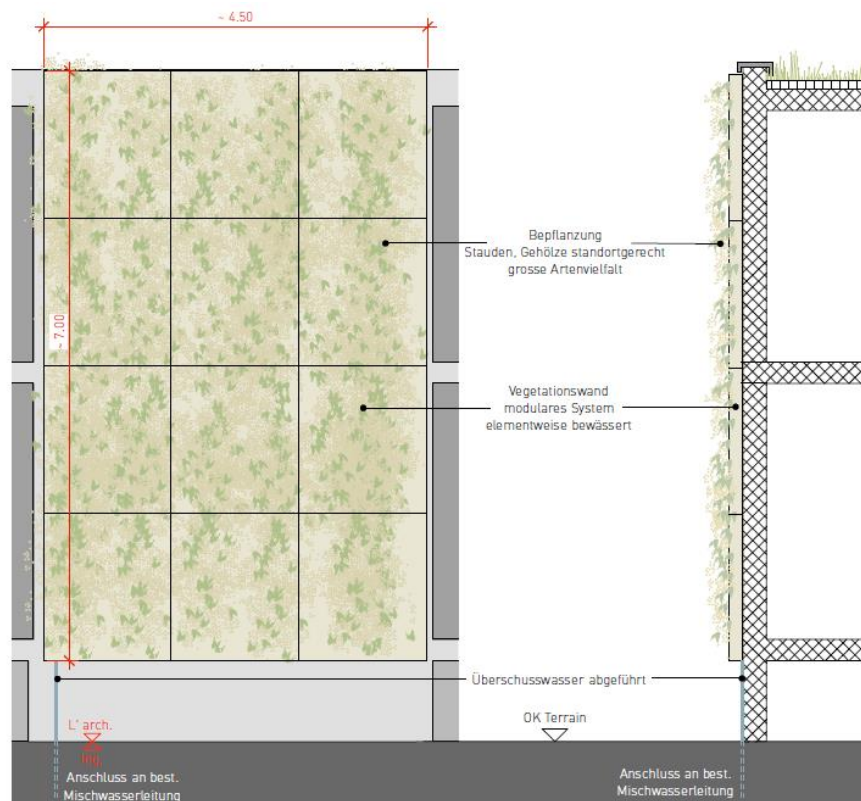 ~ 4.50
~ 7.00
Bepflanzung
Stauden, Gehölze standortgerecht
grosse Artenvielfalt
Vegetationswand
modulares System
elementweise bewässert
Überschusswasser abgeführt
L' arch.
Ing.
OK Terrain
Anschluss an best.
Mischwasserleitung
Anschluss an best.
Mischwasserleitung